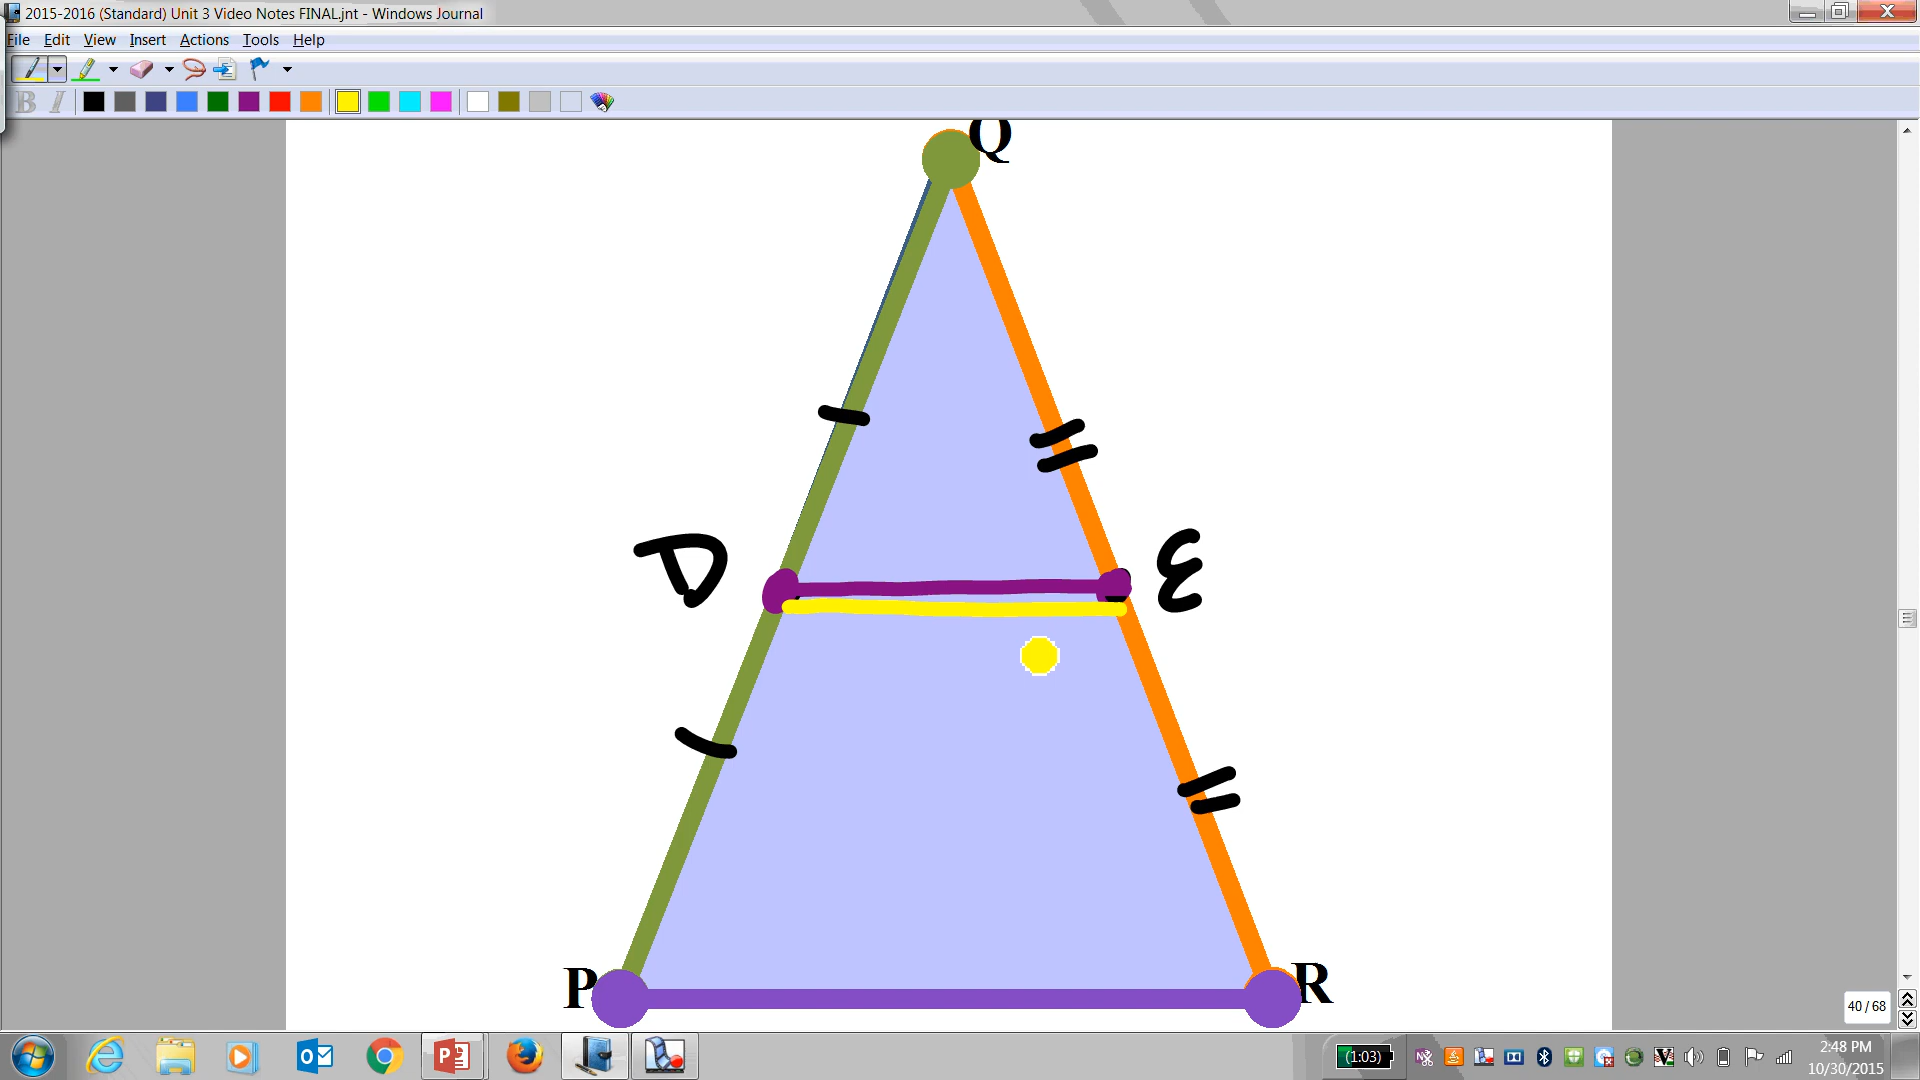 2015-2016 (Standard) Unit 3 Video Notes FINAL.jnt - Windows Journal
File Edit View Insert Actions Tools Help
B I
Q
D E
P R
40 / 68
(1:03)
2:48 PM
10/30/2015